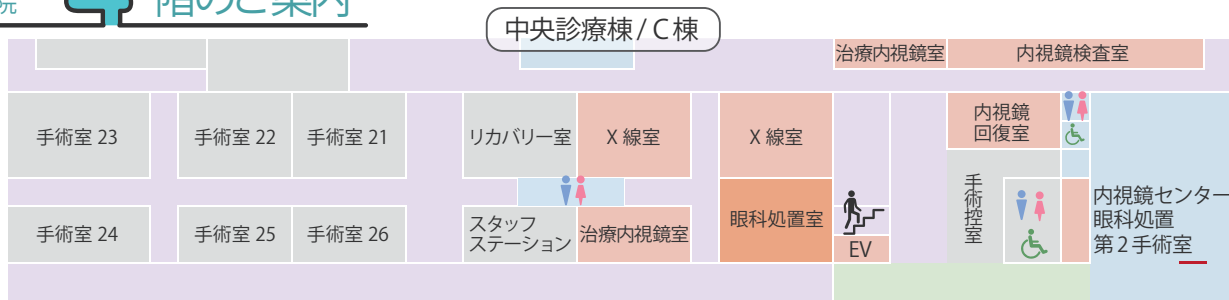 院
階のご案内
中央診療棟 / C 棟
治療内視鏡室
内視鏡検査室
手術室 23
手術室 22
手術室 21
リカバリー室
X 線室
X 線室
内視鏡
回復室
手術控室
内視鏡センター
眼科処置
第２手術室
手術室 24
手術室 25
手術室 26
スタッフ
ステーション
治療内視鏡室
眼科処置室
EV